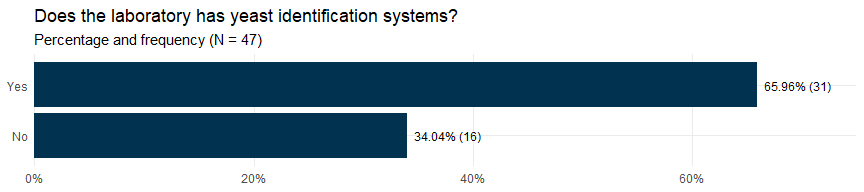 Does the laboratory has yeast identification systems?
Percentage and frequency (N = 47)
Yes 65.96% (31)
No 34.04% (16)
0% 20% 40% 60%